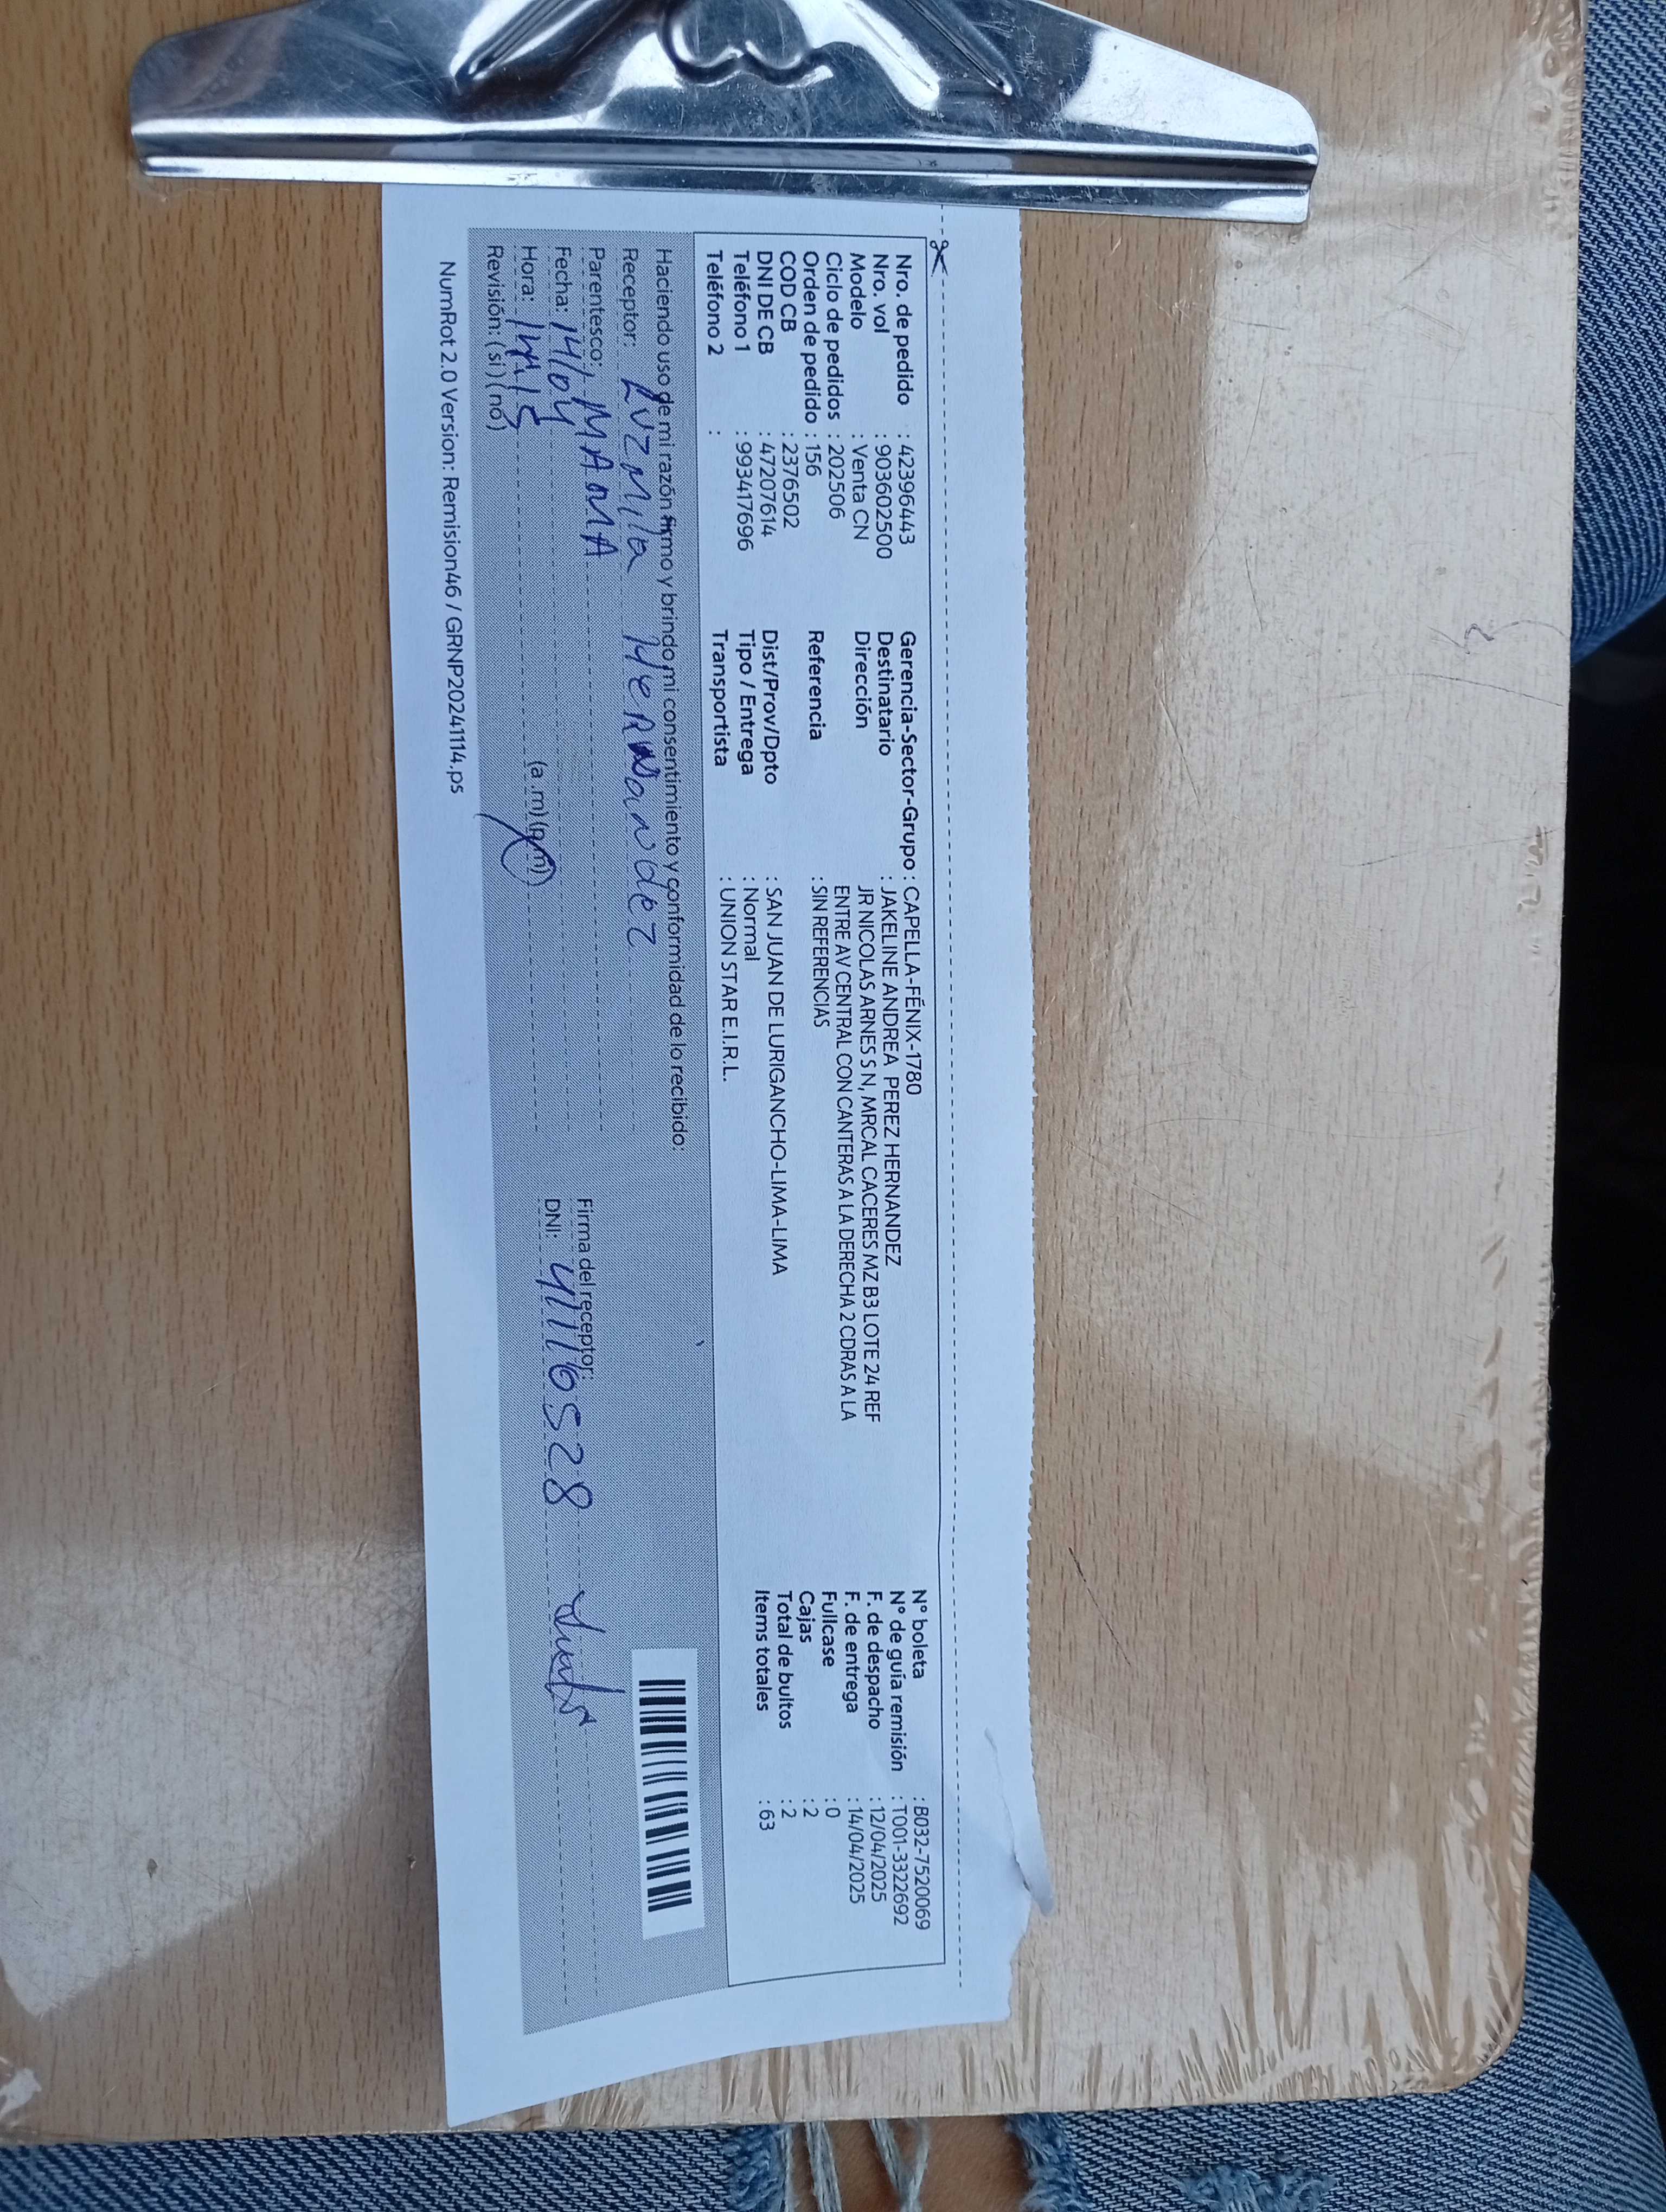 Nro. de pedido : 42396443
Nro. vol : 903602500
Modelo : Venta CN
Ciclo de pedidos : 202506
Orden de pedido : 156
COD CB : 2376502
DNI DE CB : 47207614
Teléfono 1 : 993417696
Teléfono 2 :
Gerencia-Sector-Grupo : CAPELLA-FÉNIX-1780
Destinatario : JAKELINE ANDREA PEREZ HERNANDEZ
Dirección JR NICOLAS ARNES S N, MRCAL CACERES MZ B3 LOTE 24 REF
ENTRE AV CENTRAL CON CANTERAS A LA DERECHA 2 CDRAS A LA
Referencia : SIN REFERENCIAS
Dist/Prov/Dpto : SAN JUAN DE LURIGANCHO-LIMA-LIMA
Tipo / Entrega : Normal
Transportista : UNION STAR E.I.R.L.
N° boleta : B032-7520069
N° de guía remisión : T001-3322692
F. de despacho : 12/04/2025
F. de entrega : 14/04/2025
Fullcase : 0
Cajas : 2
Total de bultos : 2
Items totales : 63
Haciendo uso de mi razón firmo y brindo mi consentimiento y conformidad de lo recibido:
Receptor: Luzmila Hernandez
Parentesco: MAMA
Fecha: 14/04
Hora: 14:15 (a.m) (p.m)
Revisión: ( si ) ( no )
Firma del receptor:
DNI: 41116528
NumRot 2.0 Version: Remision46 / GRNP20241114.ps